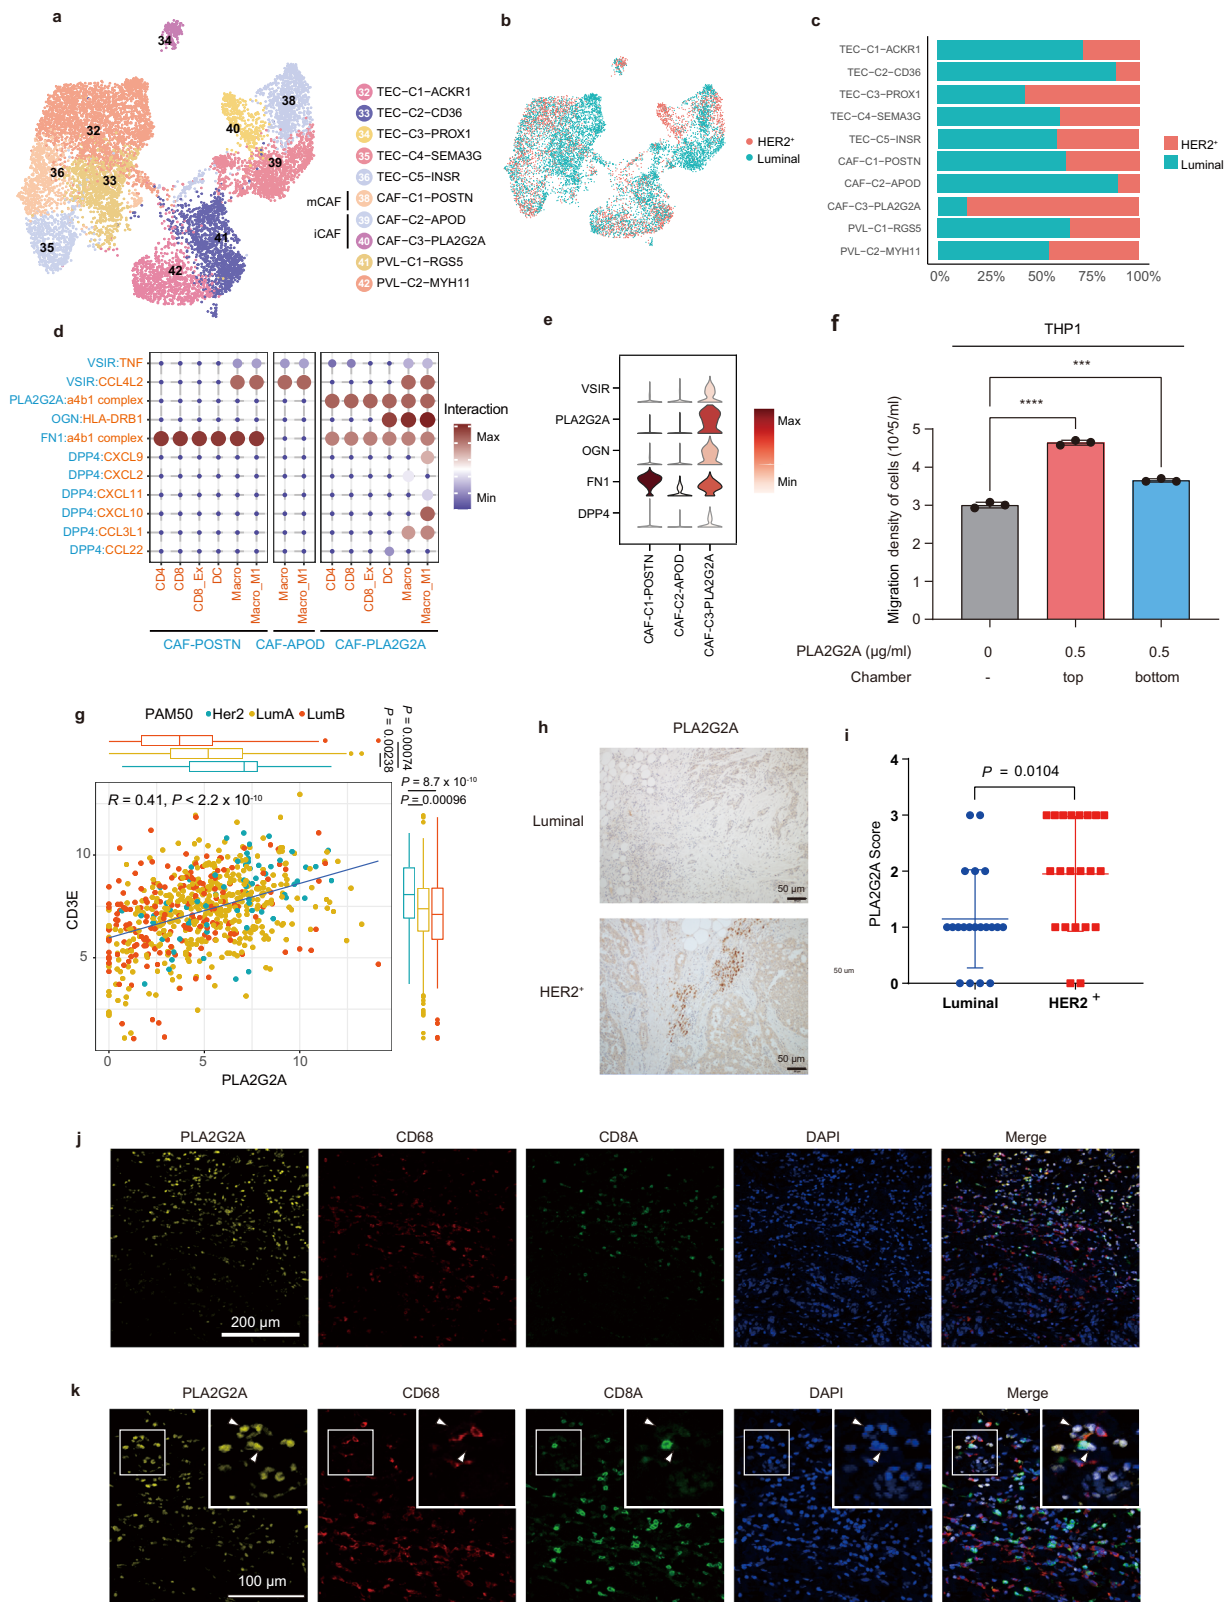 a
34
32
36
33
35
38
40
39
41
42
32 TEC−C1−ACKR1
33 TEC−C2−CD36
34 TEC−C3−PROX1
35 TEC−C4−SEMA3G
36 TEC−C5−INSR
mCAF
38 CAF−C1−POSTN
iCAF
39 CAF−C2−APOD
40 CAF−C3−PLA2G2A
41 PVL−C1−RGS5
42 PVL−C2−MYH11
b
HER2⁺
Luminal
c
TEC−C1−ACKR1
TEC−C2−CD36
TEC−C3−PROX1
TEC−C4−SEMA3G
TEC−C5−INSR
CAF−C1−POSTN
CAF−C2−APOD
CAF−C3−PLA2G2A
PVL−C1−RGS5
PVL−C2−MYH11
0% 25% 50% 75% 100%
HER2⁺
Luminal
d
VSIR:TNF
VSIR:CCL4L2
PLA2G2A:a4b1 complex
OGN:HLA-DRB1
FN1:a4b1 complex
DPP4:CXCL9
DPP4:CXCL2
DPP4:CXCL11
DPP4:CXCL10
DPP4:CCL3L1
DPP4:CCL22
CD4 CD8 CD8_Ex DC Macro Macro_M1 Macro Macro_M1 CD4 CD8 CD8_Ex DC Macro Macro_M1
CAF-POSTN CAF-APOD CAF-PLA2G2A
Interaction
Max
Min
e
VSIR
PLA2G2A
OGN
FN1
DPP4
CAF-C1-POSTN CAF-C2-APOD CAF-C3-PLA2G2A
Max
Min
f
THP1
***
****
Migration density of cells (10^5/ml)
5
4
3
2
1
0
PLA2G2A (µg/ml) 0 0.5 0.5
Chamber - top bottom
g
PAM50 Her2 LumA LumB
P = 0.00074
P = 0.00238
P = 8.7 x 10⁻¹⁰
P = 0.00096
R = 0.41, P < 2.2 x 10⁻¹⁰
CD3E
10
5
0 5 10
PLA2G2A
h
PLA2G2A
Luminal
50 µm
HER2⁺
50 µm
i
P = 0.0104
PLA2G2A Score
4
3
2
1
0
50 um
Luminal HER2 +
j
PLA2G2A CD68 CD8A DAPI Merge
200 µm
k
PLA2G2A CD68 CD8A DAPI Merge
100 µm